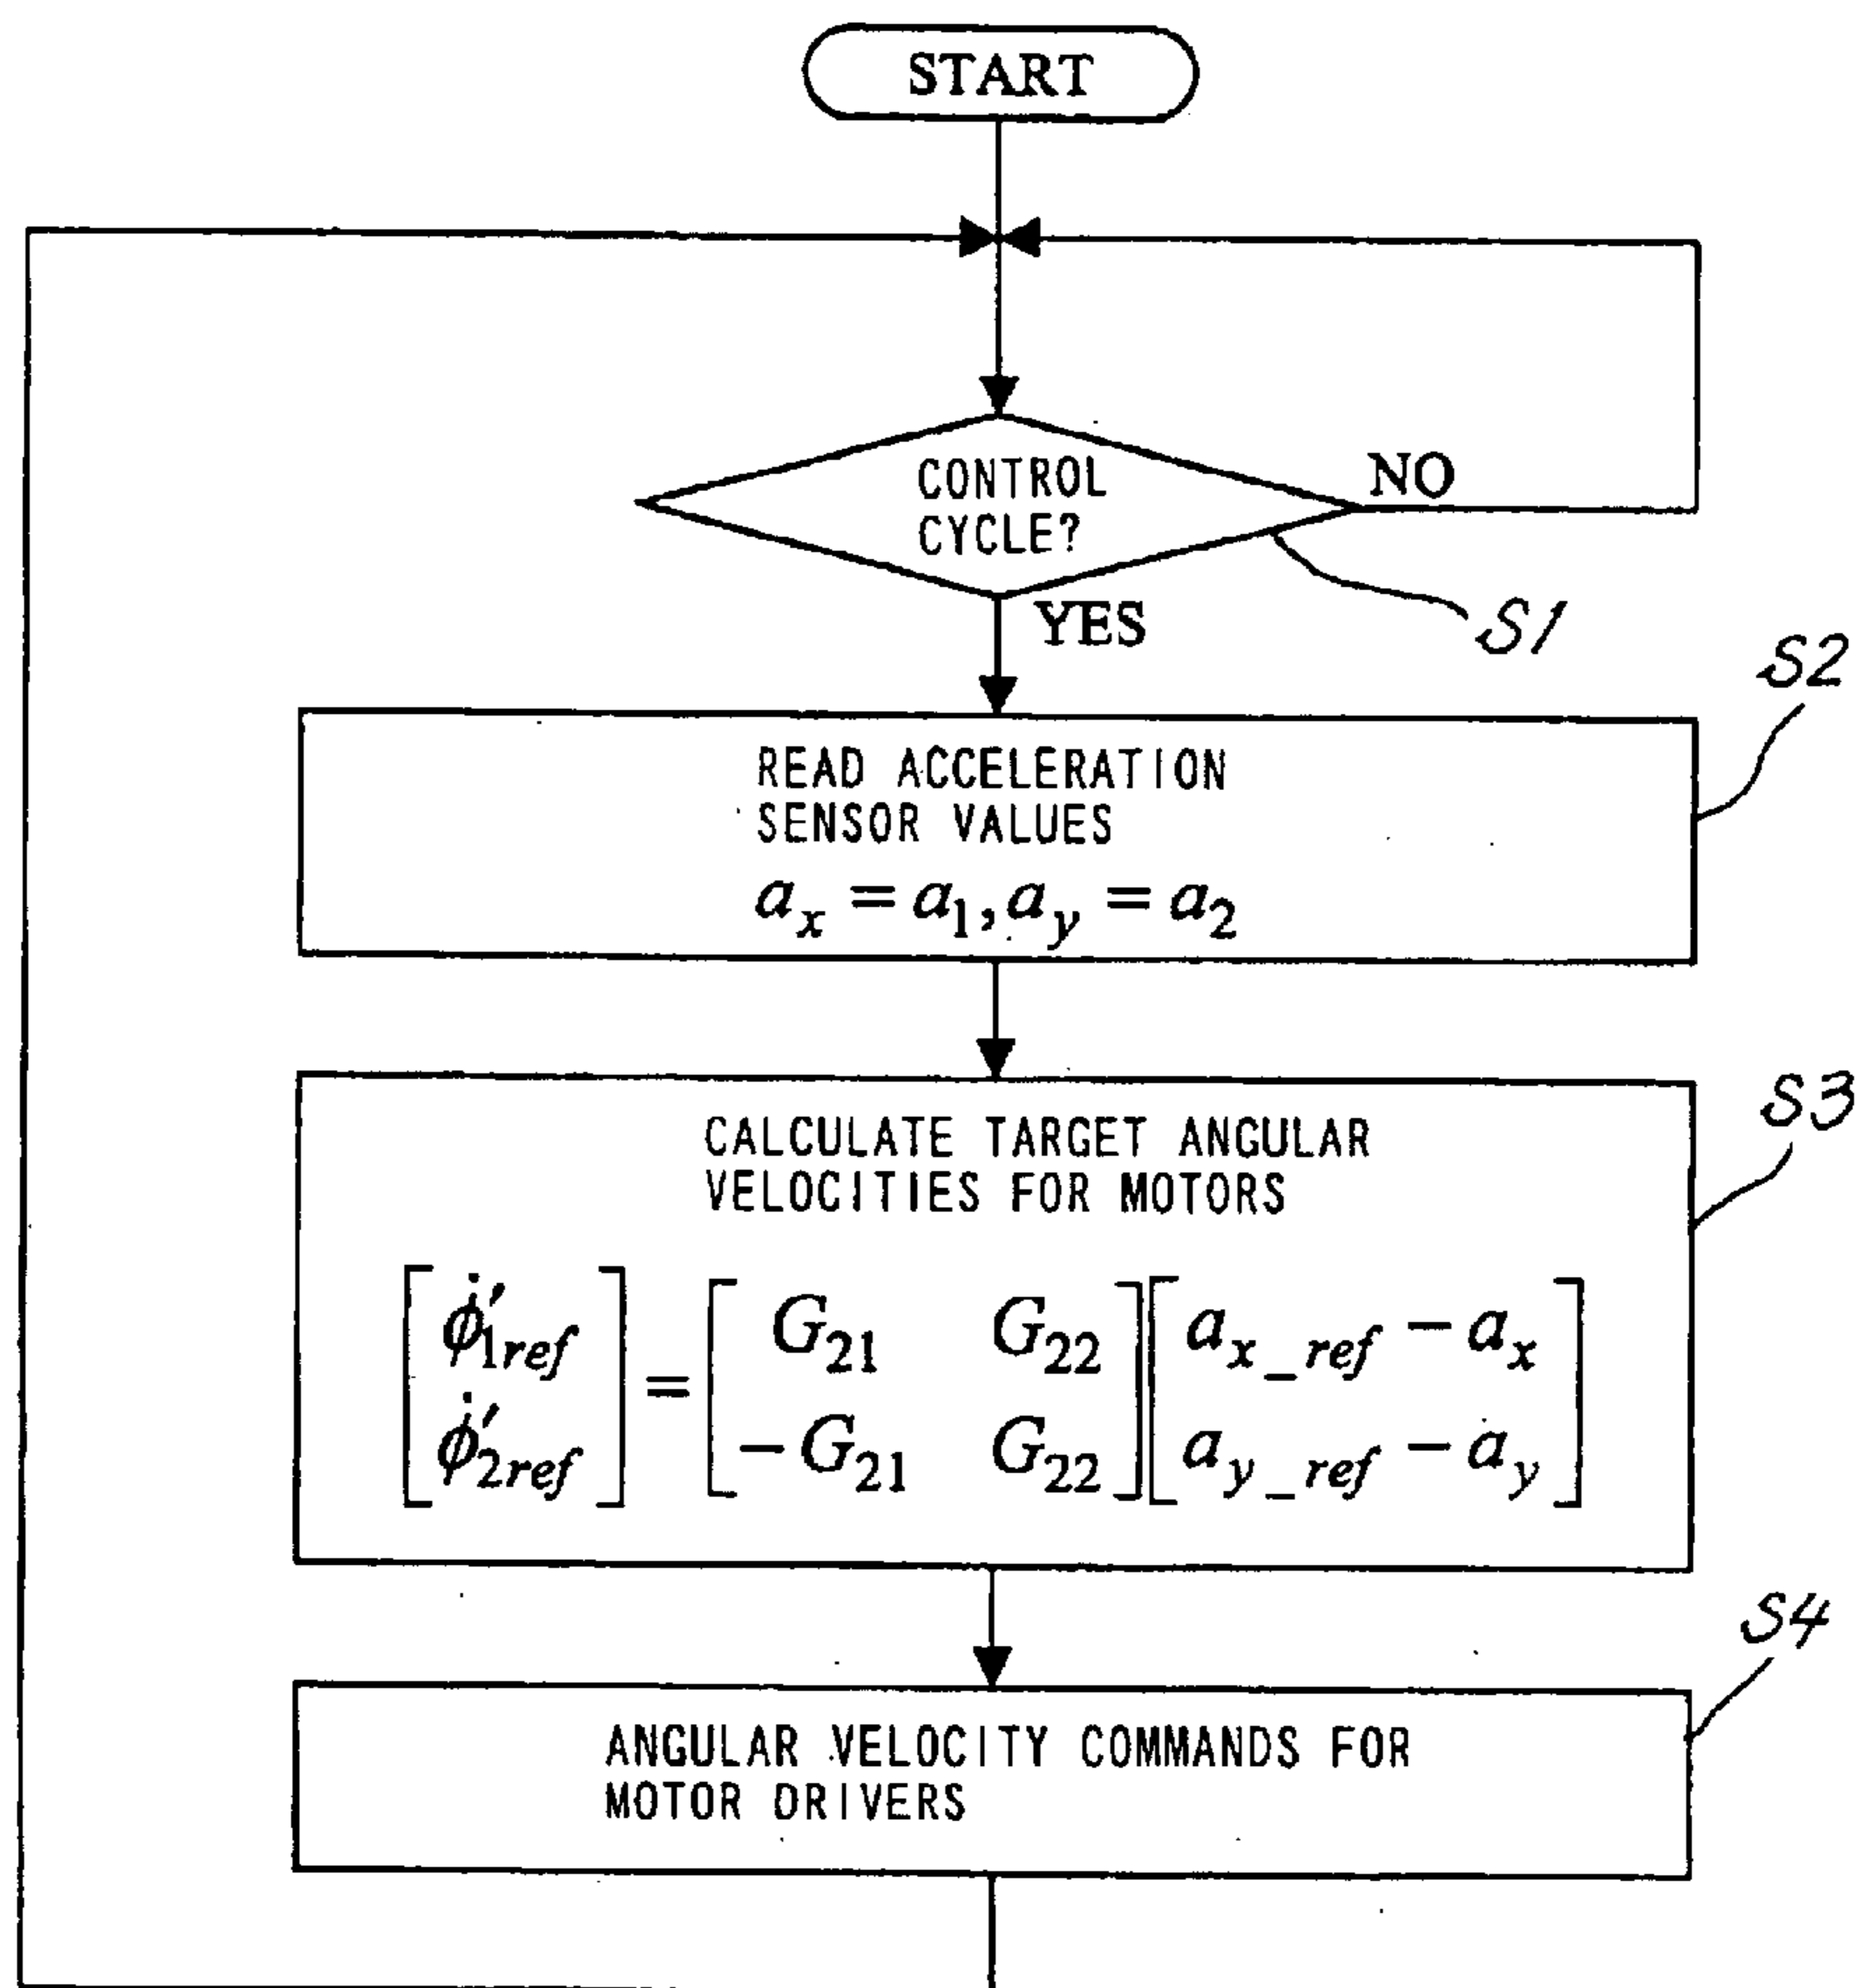 START
CONTROL
CYCLE?
NO
YES
S1
S2
READ ACCELERATION
SENSOR VALUES
a_x = a_1, a_y = a_2
S3
CALCULATE TARGET ANGULAR
VELOCITIES FOR MOTORS
[φ̇′_1ref] = [G_21 G_22] [a_x_ref − a_x]
[φ̇′_2ref] [−G_21 G_22] [a_y_ref − a_y]
S4
ANGULAR VELOCITY COMMANDS FOR
MOTOR DRIVERS